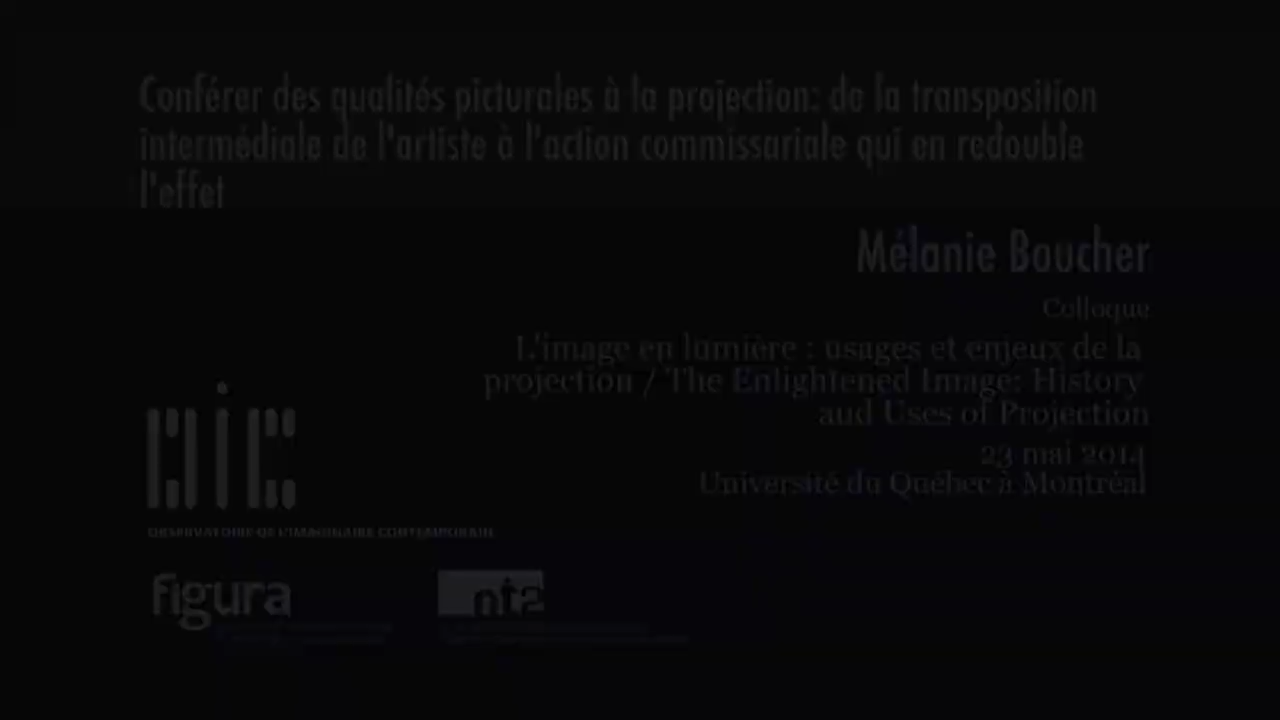 Conférer des qualités picturales à la projection: de la transposition
intermédiale de l'artiste à l'action commissariale qui en redouble
l'effet
Mélanie Boucher
Colloque
L'image en lumière : usages et enjeux de la
projection / The Enlightened Image: History
and Uses of Projection
23 mai 2014
Université du Québec à Montréal
oic
OBSERVATOIRE DE L'IMAGINAIRE CONTEMPORAIN
figura
nt2